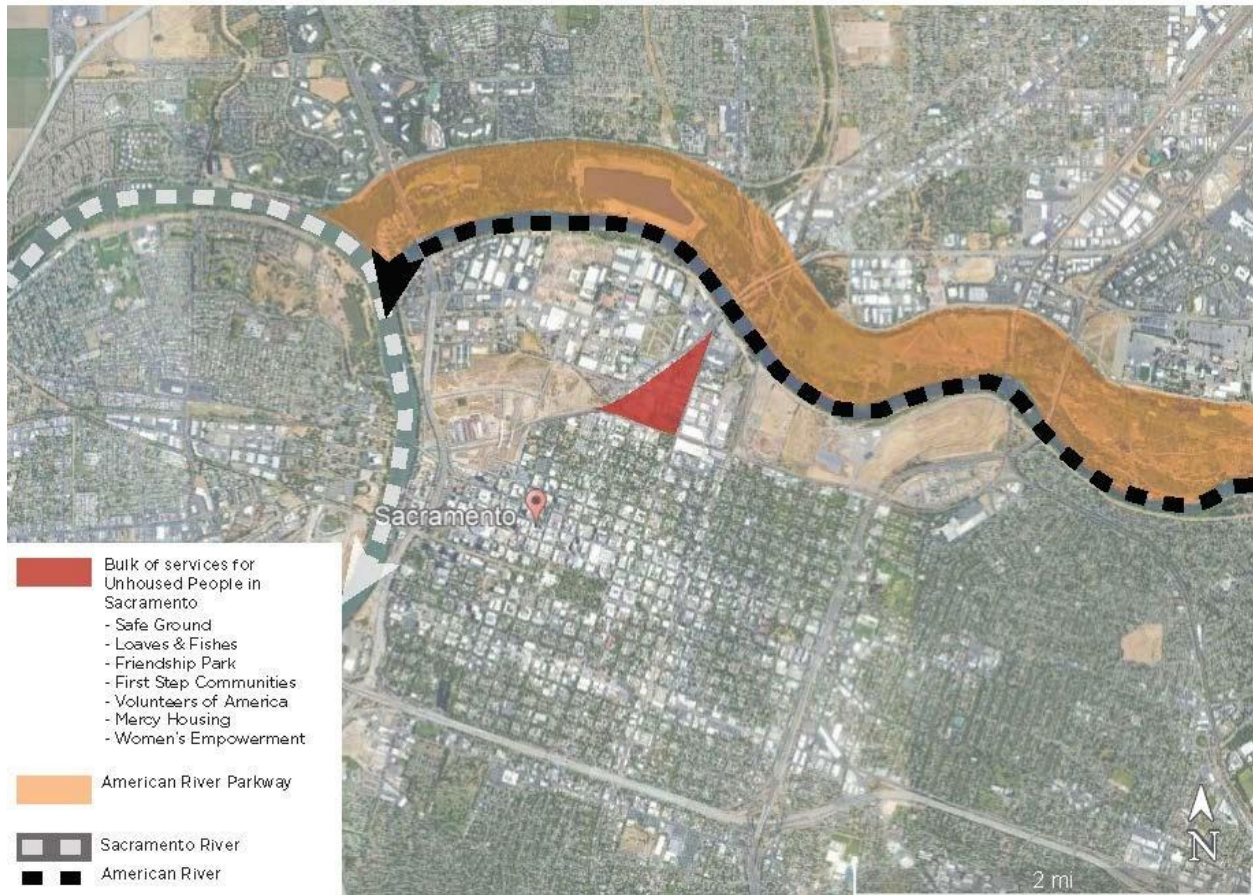 Sacramento
Bulk of services for
Unhoused People in
Sacramento
- Safe Ground
- Loaves & Fishes
- Friendship Park
- First Step Communities
- Volunteers of America
- Mercy Housing
- Women's Empowerment
American River Parkway
Sacramento River
American River
N
2 mi